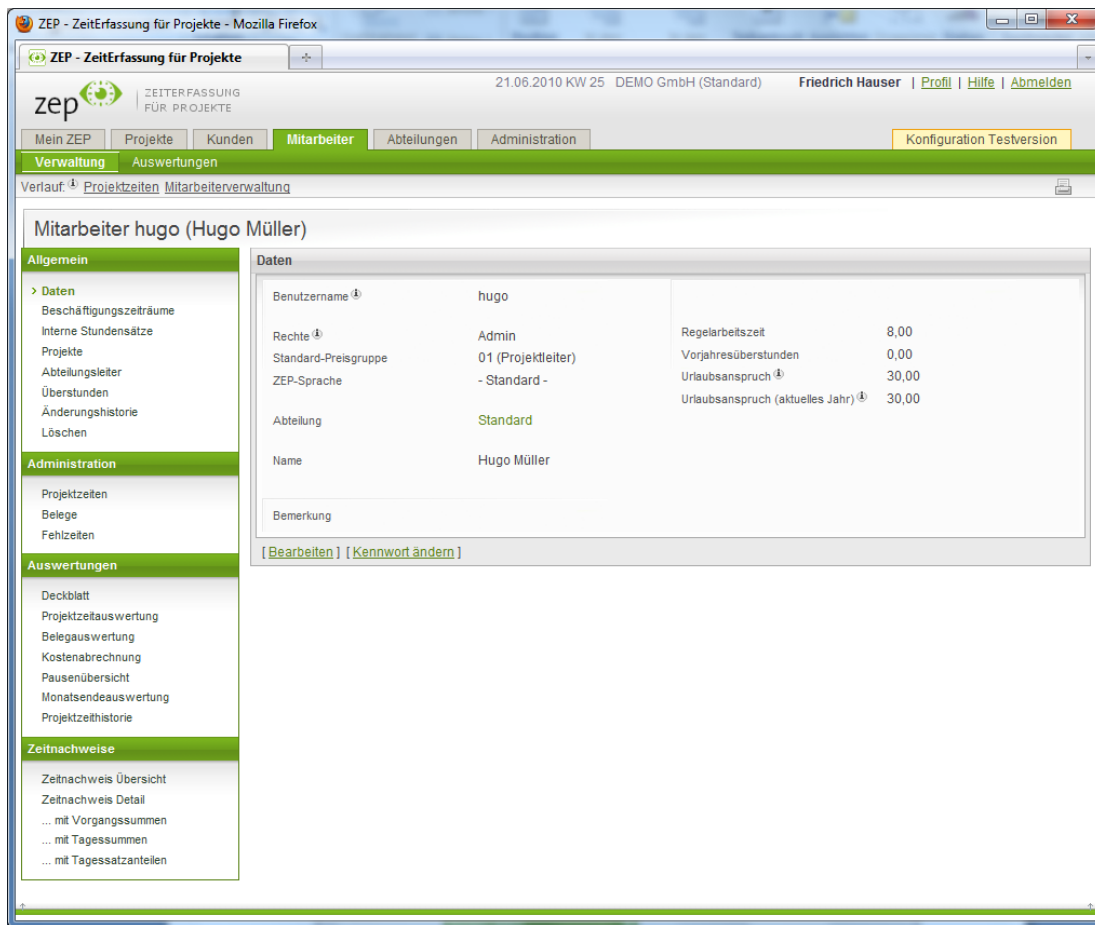 ZEP - ZeitErfassung für Projekte - Mozilla Firefox
ZEP - ZeitErfassung für Projekte
zep ZEITERFASSUNG
FÜR PROJEKTE
21.06.2010 KW 25 DEMO GmbH (Standard) Friedrich Hauser | Profil | Hilfe | Abmelden
Mein ZEP Projekte Kunden Mitarbeiter Abteilungen Administration Konfiguration Testversion
Verwaltung Auswertungen
Verlauf: Projektzeiten Mitarbeiterverwaltung
Mitarbeiter hugo (Hugo Müller)
Allgemein
> Daten
Beschäftigungszeiträume
Interne Stundensätze
Projekte
Abteilungsleiter
Überstunden
Änderungshistorie
Löschen
Administration
Projektzeiten
Belege
Fehlzeiten
Auswertungen
Deckblatt
Projektzeitauswertung
Belegauswertung
Kostenabrechnung
Pausenübersicht
Monatsendeauswertung
Projektzeithistorie
Zeitnachweise
Zeitnachweis Übersicht
Zeitnachweis Detail
... mit Vorgangssummen
... mit Tagessummen
... mit Tagessatzanteilen
Daten
Benutzername hugo
Rechte Admin
Standard-Preisgruppe 01 (Projektleiter)
ZEP-Sprache - Standard -
Abteilung Standard
Name Hugo Müller
Bemerkung
Regelarbeitszeit 8,00
Vorjahresüberstunden 0,00
Urlaubsanspruch 30,00
Urlaubsanspruch (aktuelles Jahr) 30,00
[ Bearbeiten ] [ Kennwort ändern ]